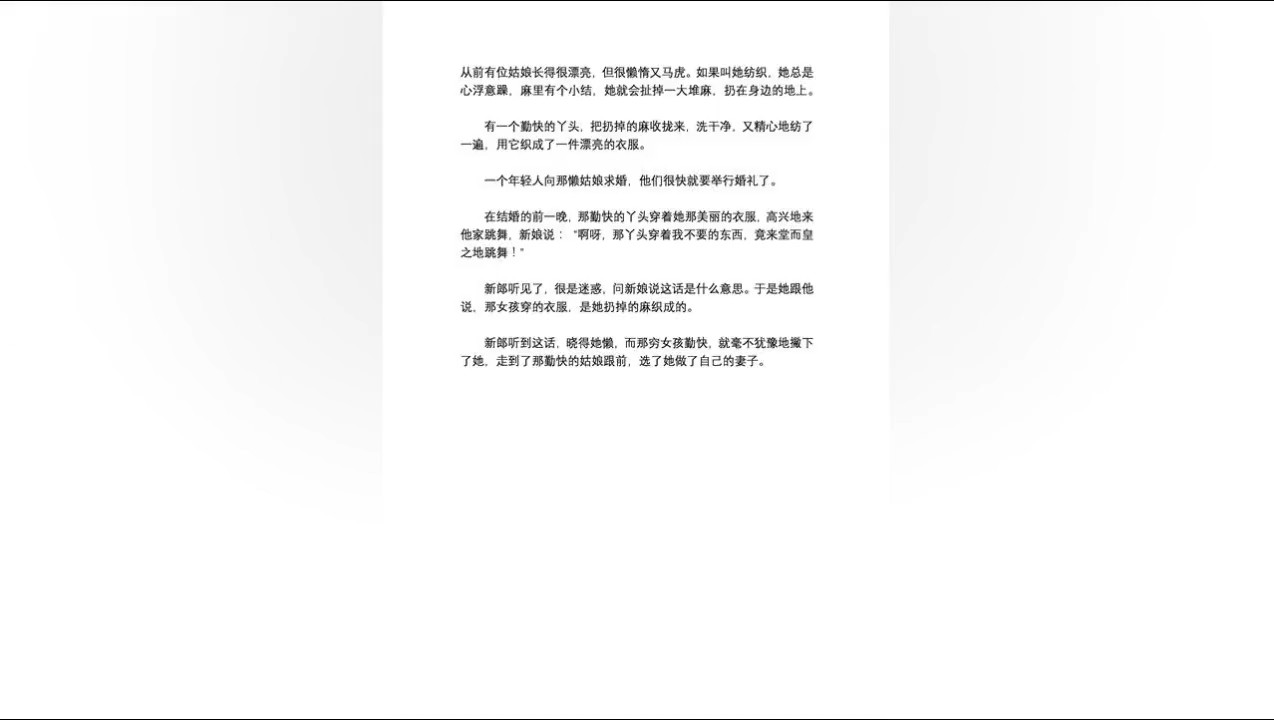 从前有位姑娘长得很漂亮，但很懒惰又马虎。如果叫她纺织，她总是
心浮意躁，麻里有个小结，她就会扯掉一大堆麻，扔在身边的地上。
有一个勤快的丫头，把扔掉的麻收拢来，洗干净，又精心地纺了
一遍，用它织成了一件漂亮的衣服。
一个年轻人向那懒姑娘求婚，他们很快就要举行婚礼了。
在结婚的前一晚，那勤快的丫头穿着她那美丽的衣服，高兴地来
他家跳舞，新娘说：“啊呀，那丫头穿着我不要的东西，竟来堂而皇
之地跳舞！”
新郎听见了，很是迷惑，问新娘说这话是什么意思。于是她跟他
说，那女孩穿的衣服，是她扔掉的麻织成的。
新郎听到这话，晓得她懒，而那穷女孩勤快，就毫不犹豫地撇下
了她，走到了那勤快的姑娘跟前，选了她做了自己的妻子。